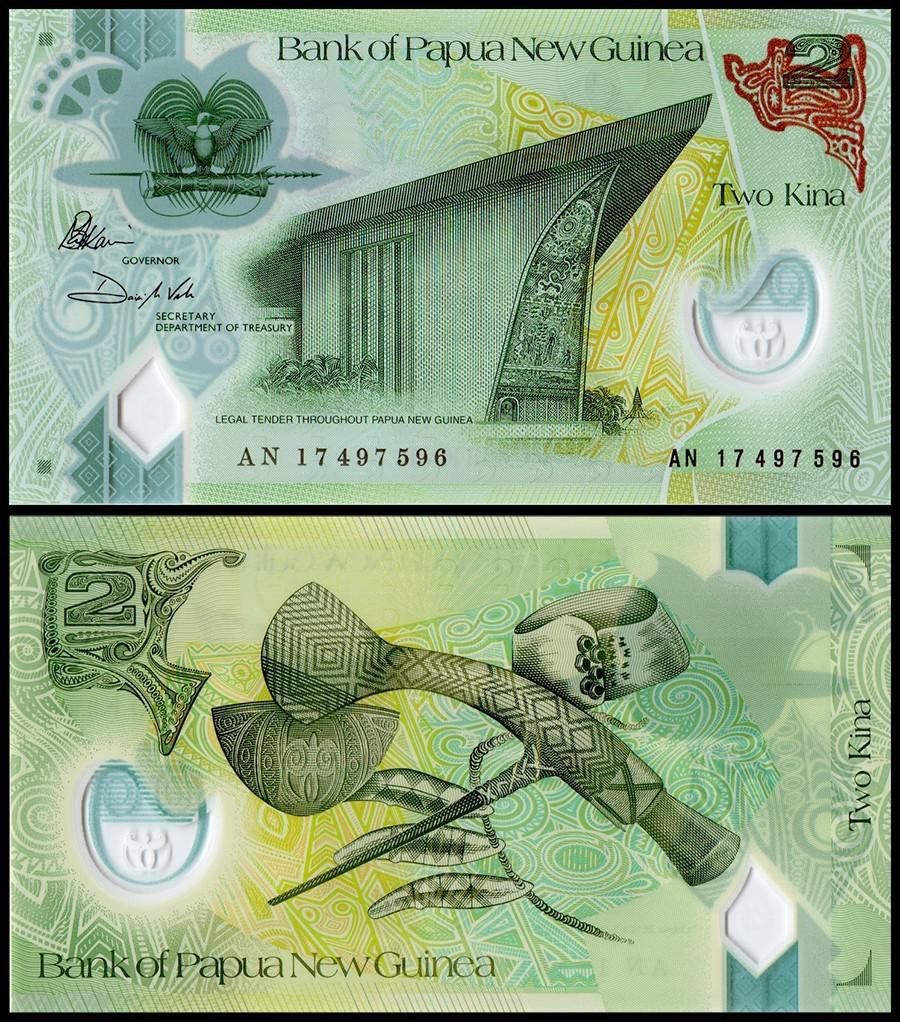 Bank of Papua New Guinea
2
Two Kina
GOVERNOR
SECRETARY
DEPARTMENT OF TREASURY
LEGAL TENDER THROUGHOUT PAPUA NEW GUINEA
AN 17497596
AN 17497596
2
Two Kina
Bank of Papua New Guinea